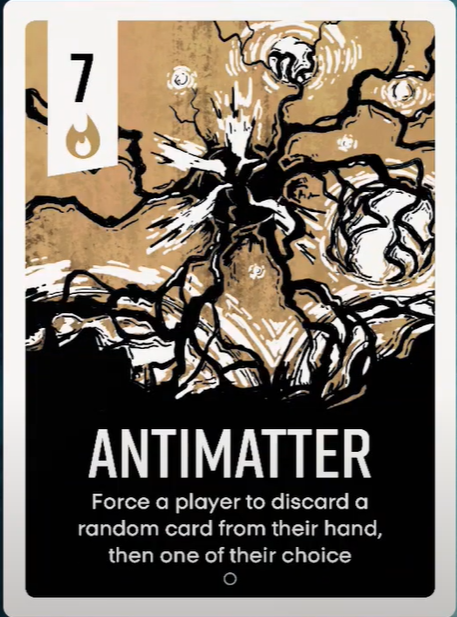 7
ANTIMATTER
Force a player to discard a
random card from their hand,
then one of their choice